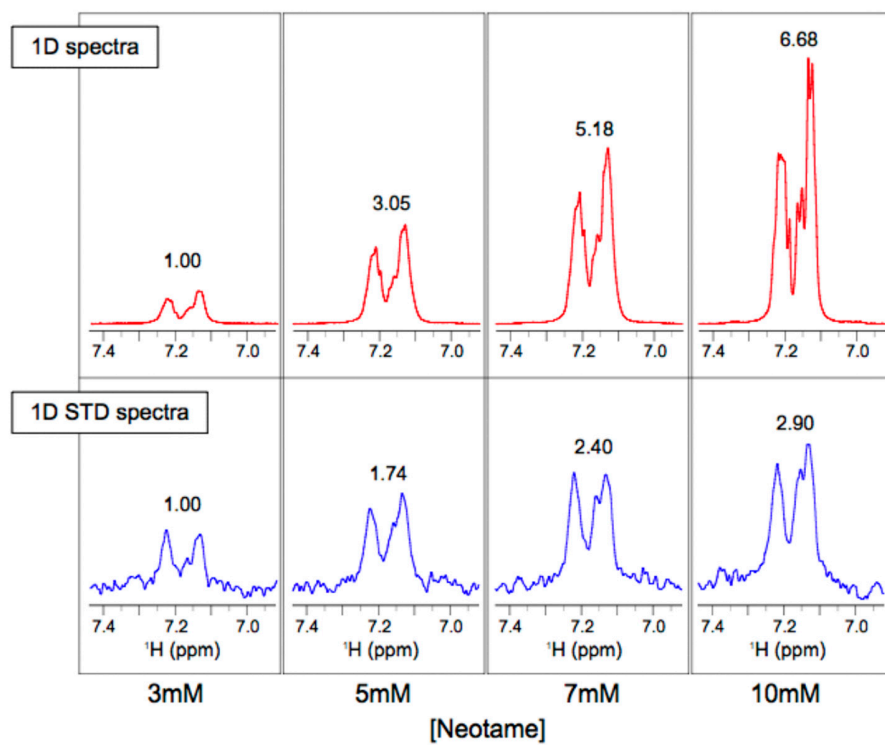 1D spectra
1.00
3.05
5.18
6.68
7.4 7.2 7.0 7.4 7.2 7.0 7.4 7.2 7.0 7.4 7.2 7.0
1D STD spectra
1.00
1.74
2.40
2.90
7.4 7.2 7.0 7.4 7.2 7.0 7.4 7.2 7.0 7.4 7.2 7.0
¹H (ppm) ¹H (ppm) ¹H (ppm) ¹H (ppm)
3mM 5mM 7mM 10mM
[Neotame]